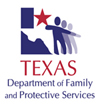 TEXAS
Department of Family
and Protective Services